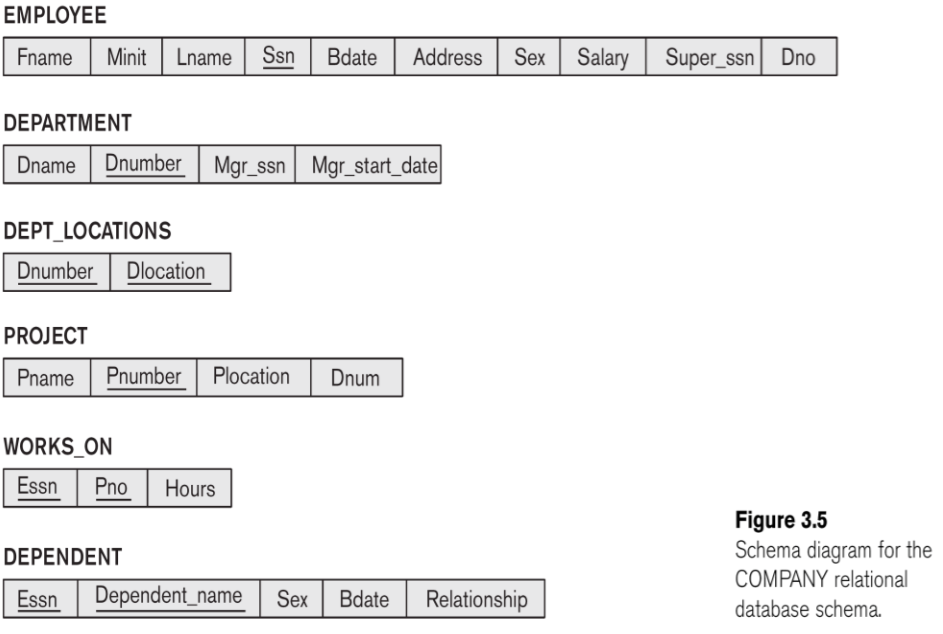 EMPLOYEE
Fname Minit Lname Ssn Bdate Address Sex Salary Super_ssn Dno
DEPARTMENT
Dname Dnumber Mgr_ssn Mgr_start_date
DEPT_LOCATIONS
Dnumber Dlocation
PROJECT
Pname Pnumber Plocation Dnum
WORKS_ON
Essn Pno Hours
DEPENDENT
Essn Dependent_name Sex Bdate Relationship
Figure 3.5
Schema diagram for the
COMPANY relational
database schema.